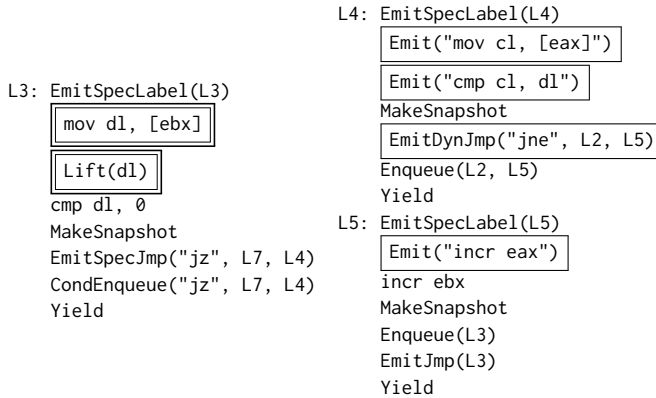 L3: EmitSpecLabel(L3)
mov dl, [ebx]
Lift(dl)
cmp dl, 0
MakeSnapshot
EmitSpecJmp("jz", L7, L4)
CondEnqueue("jz", L7, L4)
Yield
L4: EmitSpecLabel(L4)
Emit("mov cl, [eax]")
Emit("cmp cl, dl")
MakeSnapshot
EmitDynJmp("jne", L2, L5)
Enqueue(L2, L5)
Yield
L5: EmitSpecLabel(L5)
Emit("incr eax")
incr ebx
MakeSnapshot
Enqueue(L3)
EmitJmp(L3)
Yield